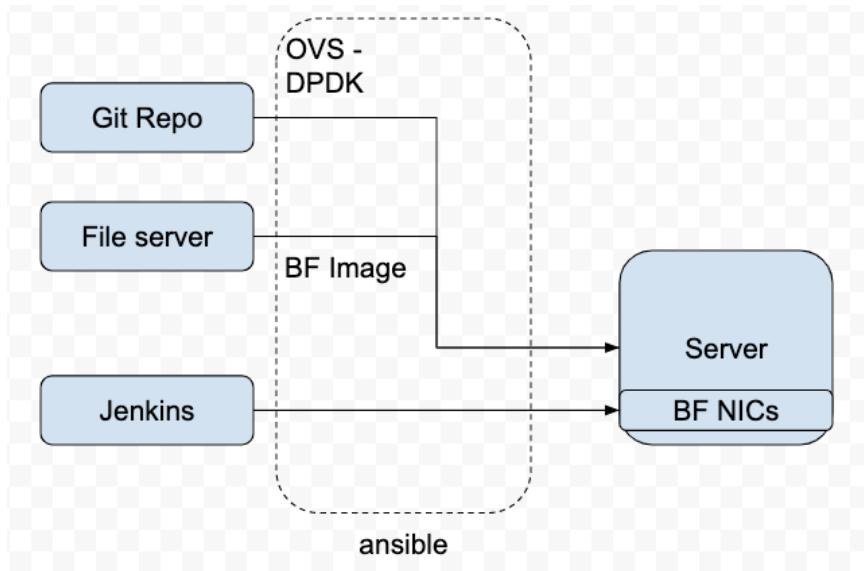 OVS -
DPDK
Git Repo
File server
BF Image
Server
Jenkins
BF NICs
ansible